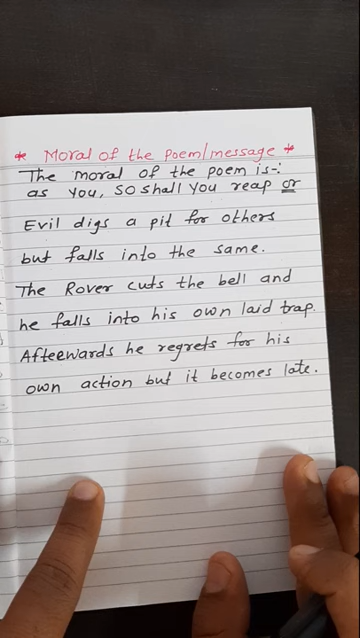 * Moral of the poem/message *
The moral of the poem is-:
as you, so shall you reap or
Evil digs a pit for others
but falls into the same.
The Rover cuts the bell and
he falls into his own laid trap.
Afteewards he regrets for his
own action but it becomes late.